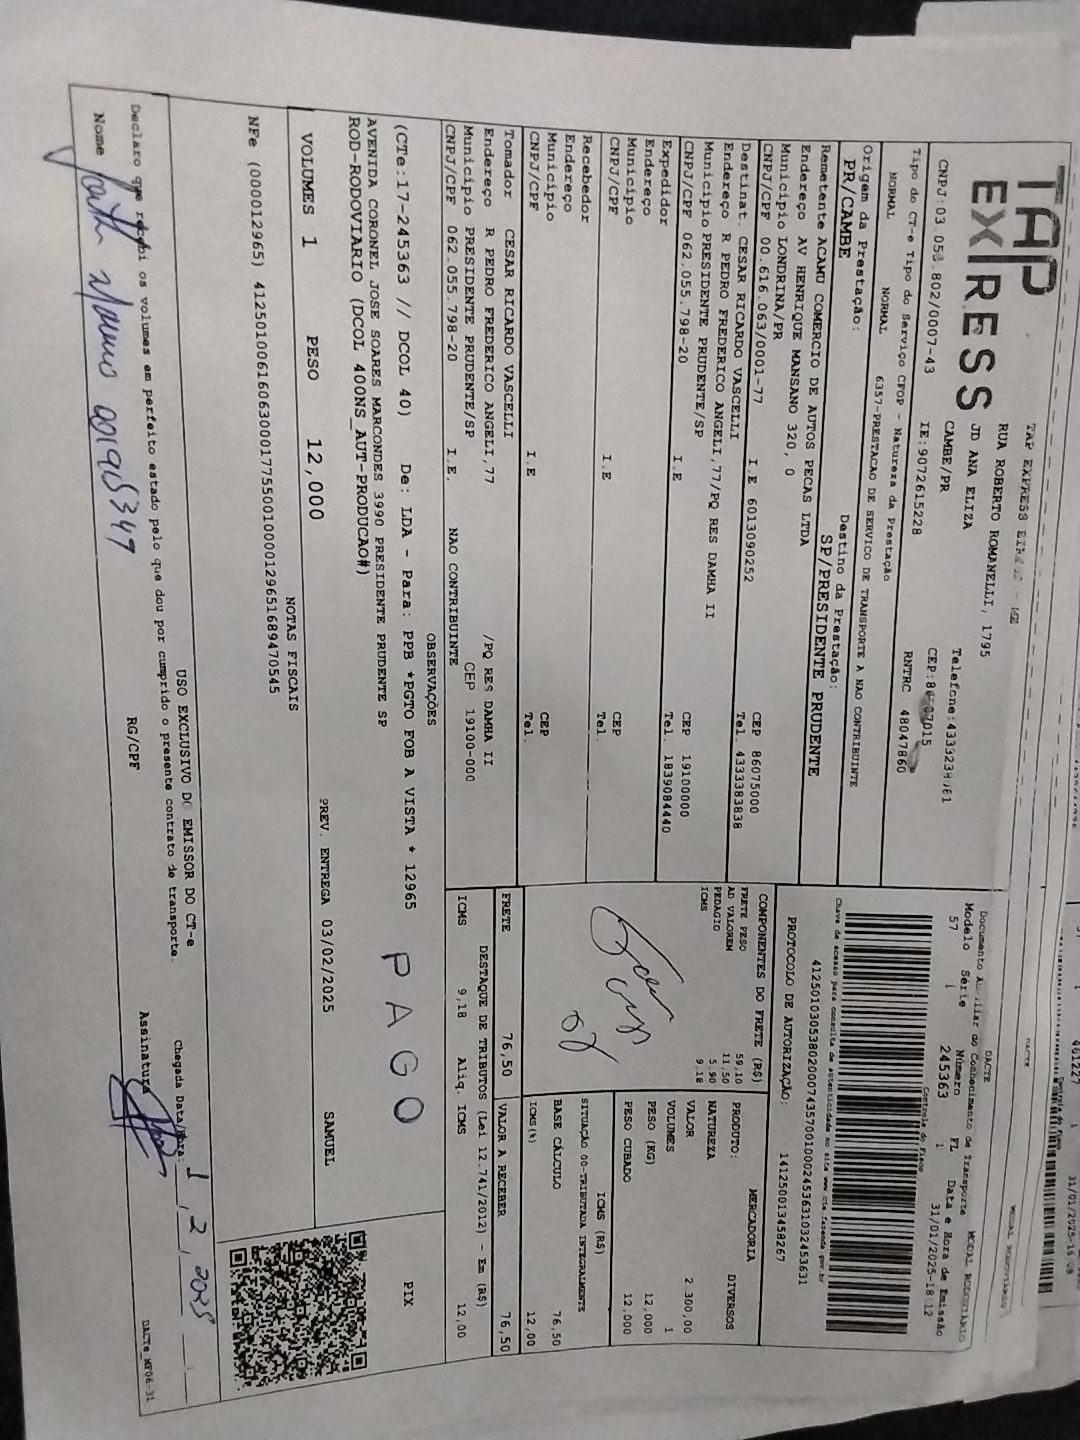 TAP
EXPRESS
TAP EXPRESS
RUA ROBERTO ROMANELLI, 1795
JD ANA ELIZA
CAMBE/PR
CNPJ:03.05 .802/0007-43 IE:9072615228
Tipo do CT-e Tipo do Serviço CFOP - Natureza da Prestação RNTRC 48047860
NORMAL NORMAL 6357-PRESTACAO DE SERVICO DE TRANSPORTE A NAO CONTRIBUINTE
Origem da Prestação: Destino da Prestação:
PR/CAMBE SP/PRESIDENTE PRUDENTE
Remetente ACAMU COMERCIO DE AUTOS PECAS LTDA
Endereço AV HENRIQUE MANSANO 320, 0
Município LONDRINA/PR CEP 86075000
CNPJ/CPF 00.616.063/0001-77 I.E 6013090252 Tel. 4333383838
Destinat. CESAR RICARDO VASCELLI
Endereço R PEDRO FREDERICO ANGELI,77/PQ RES DAMHA II
Município PRESIDENTE PRUDENTE/SP CEP 19100000
CNPJ/CPF 062.055.798-20 I.E Tel. 1839084440
Expedidor
Endereço
Município CEP
CNPJ/CPF I.E Tel.
Recebedor
Endereço
Município CEP
CNPJ/CPF I.E Tel.
Tomador CESAR RICARDO VASCELLI
Endereço R PEDRO FREDERICO ANGELI,77 /PQ RES DAMHA II
Município PRESIDENTE PRUDENTE/SP CEP 19100-000
CNPJ/CPF 062.055.798-20 I.E. NAO CONTRIBUINTE
DACTE MODAL RODOVIÁRIO
Documento Auxiliar do Conhecimento de Transporte
Modelo Série Número FL Data e Hora de Emissão
57 1 245363 1 31/01/2025-18:12
Controle do Fisco
Chave de acesso para consulta de autenticidade no site www.cte.fazenda.gov.br
PROTOCOLO DE AUTORIZAÇÃO: 141250013458267
COMPONENTES DO FRETE (R$)
FRETE PESO 59,10
AD VALOREM 11,50
PEDAGIO 5,90
ICMS 9,18
FRETE 76,50
MERCADORIA
PRODUTO: DIVERSOS
NATUREZA
VALOR 2.300,00
VOLUMES 1
PESO (KG) 12,000
PESO CUBADO 12,000
ICMS (R$)
SITUAÇÃO 00-TRIBUTADA INTEGRALMENTE
BASE CÁLCULO 76,50
ICMS(%) 12,00
VALOR A RECEBER 76,50
DESTAQUE DE TRIBUTOS (Lei 12.741/2012) - Em (R$)
ICMS 9,18 Aliq. ICMS 12,00
OBSERVAÇÕES
(CTe:17-245363 // DCOL 40) De: LDA - Para: PPB *PGTO FOB A VISTA * 12965
AVENIDA CORONEL JOSE SOARES MARCONDES 3990 PRESIDENTE PRUDENTE SP
ROD-RODOVIARIO (DCOL 400NS_AUT-PRODUCAO#)
PAGO
PIX
VOLUMES 1 PESO 12,000 PREV. ENTREGA 03/02/2025 SAMUEL
NOTAS FISCAIS
NFe (000012965) 41250100616063000177550010000129651689470545
USO EXCLUSIVO DO EMISSOR DO CT-e
Declaro que recebi os volumes em perfeito estado pelo que dou por cumprido o presente contrato de transporte.
Chegada Data/Hora: 1, 2, 2025
Nome RG/CPF Assinatura
DACTe_MP06-31
461227
31/01/2025